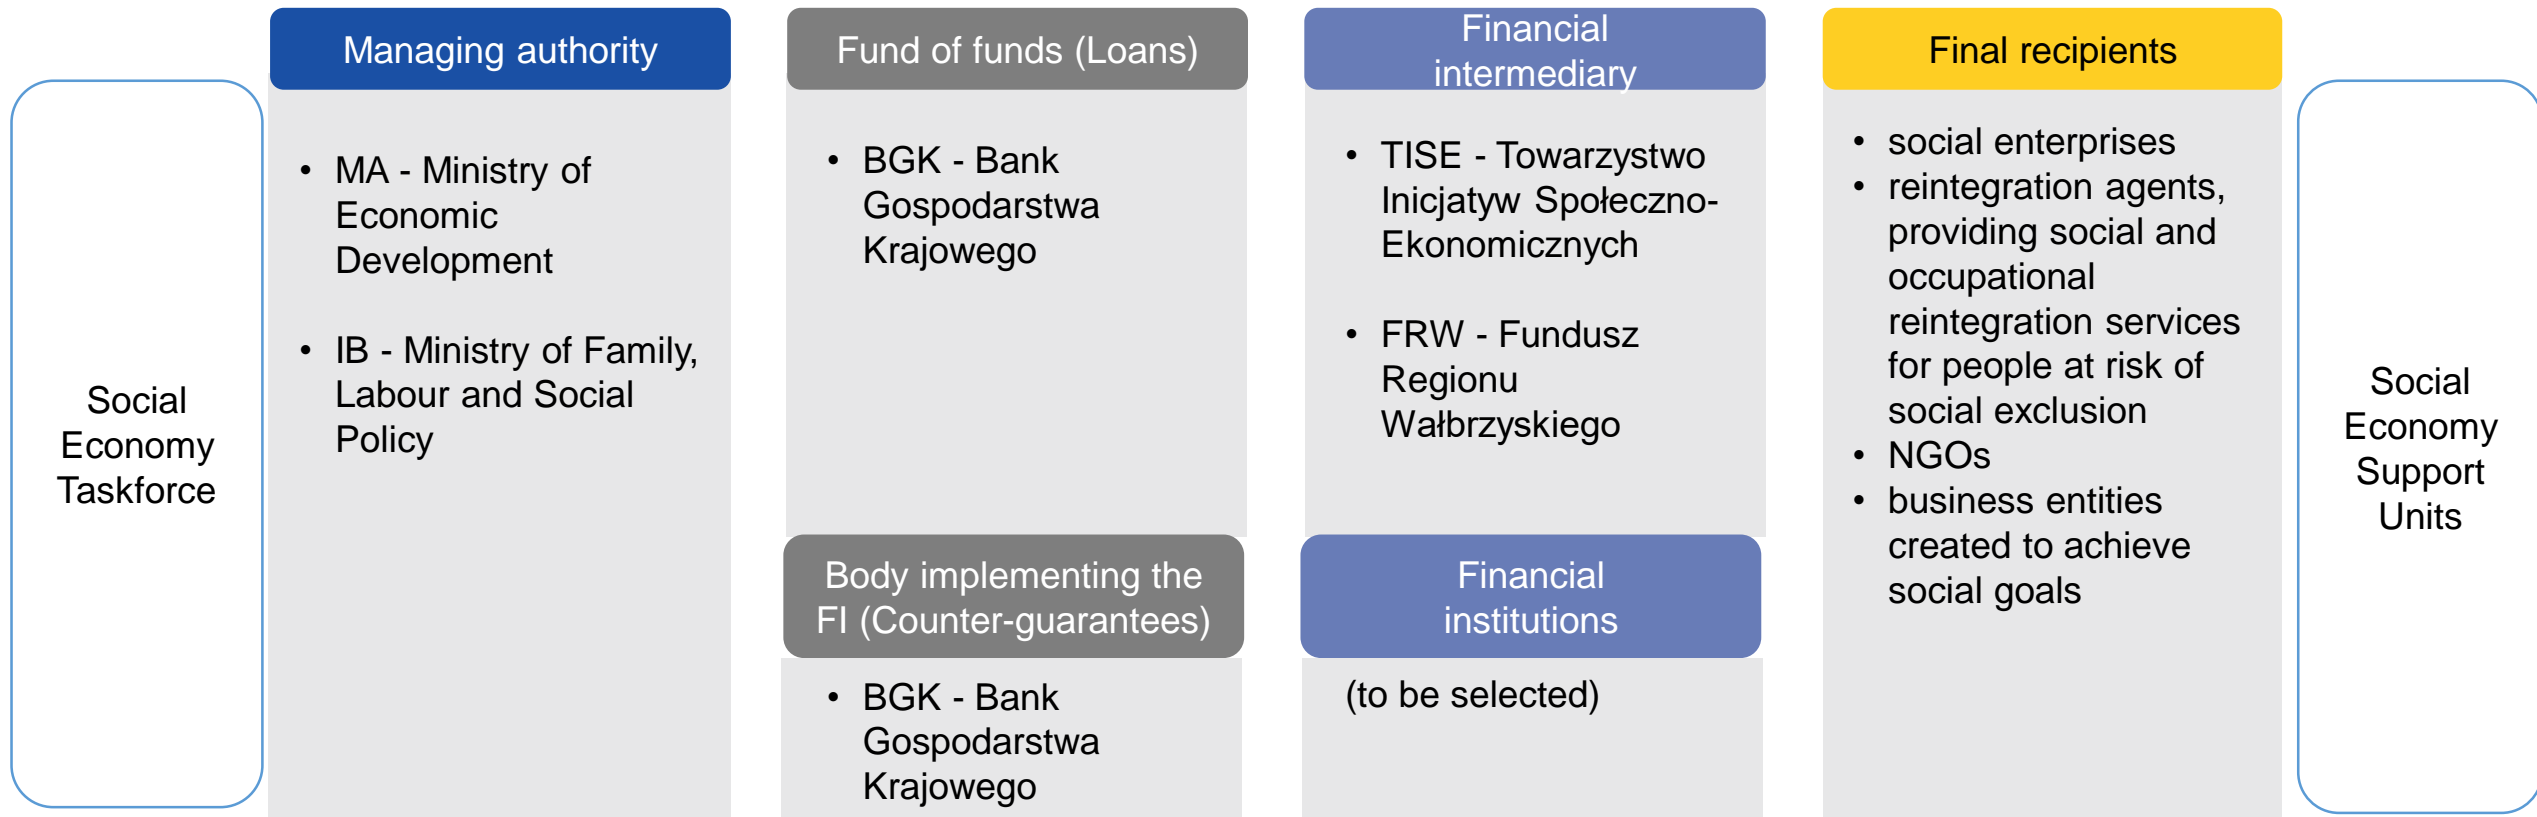 Social
Economy
Taskforce
Managing authority
• MA - Ministry of
Economic
Development
• IB - Ministry of Family,
Labour and Social
Policy
Fund of funds (Loans)
• BGK - Bank
Gospodarstwa
Krajowego
Body implementing the
FI (Counter-guarantees)
• BGK - Bank
Gospodarstwa
Krajowego
Financial
intermediary
• TISE - Towarzystwo
Inicjatyw Społeczno-
Ekonomicznych
• FRW - Fundusz
Regionu
Wałbrzyskiego
Financial
institutions
(to be selected)
Final recipients
• social enterprises
• reintegration agents,
providing social and
occupational
reintegration services
for people at risk of
social exclusion
• NGOs
• business entities
created to achieve
social goals
Social
Economy
Support
Units